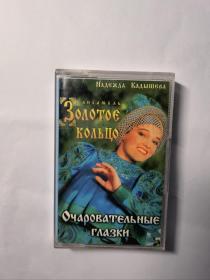 Надежда Кадышева
АНСАМБЛЬ
Золотое
кольцо
Очаровательные
глазки